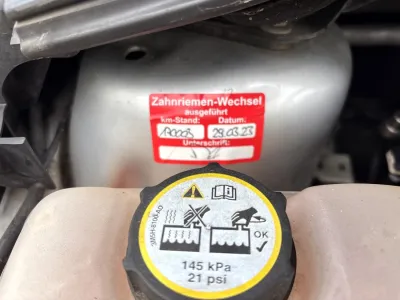 Zahnriemen-Wechsel
ausgeführt
km-Stand: Datum:
29.03.23
Unterschrift:
OK
145 kPa
21 psi